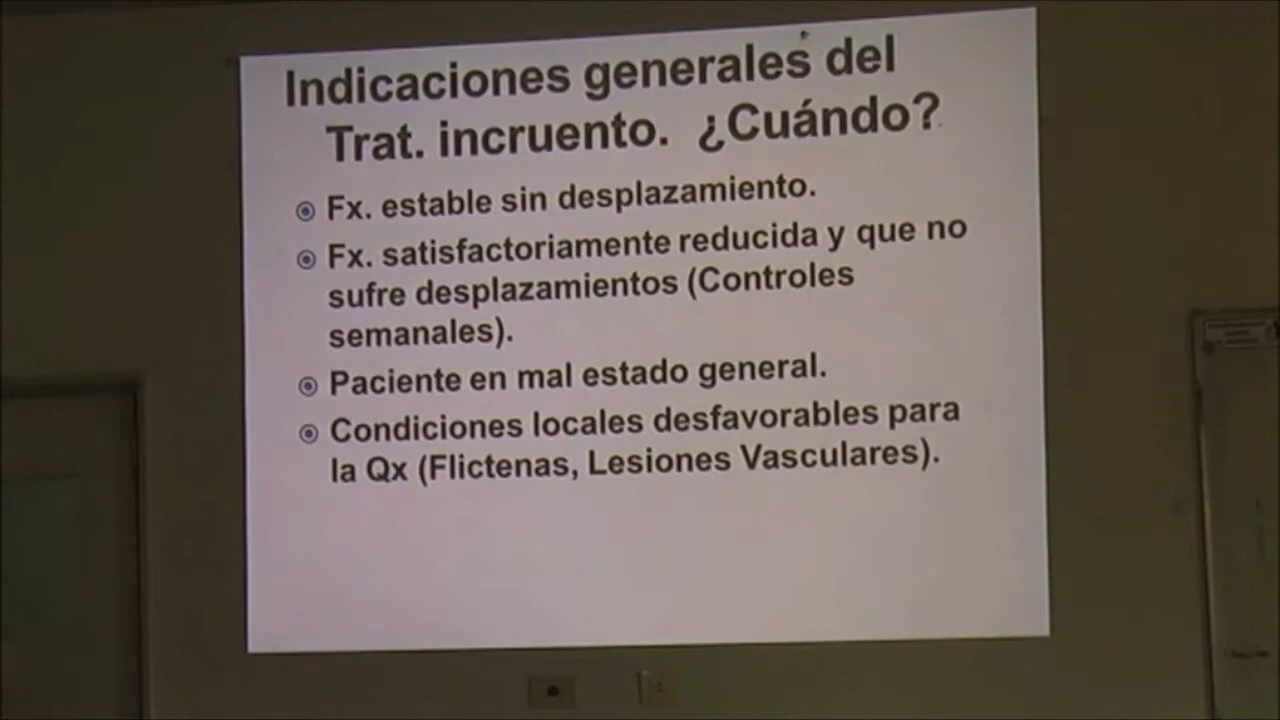 Indicaciones generales del
Trat. incruento. ¿Cuándo?
Fx. estable sin desplazamiento.
Fx. satisfactoriamente reducida y que no
sufre desplazamientos (Controles
semanales).
Paciente en mal estado general.
Condiciones locales desfavorables para
la Qx (Flictenas, Lesiones Vasculares).